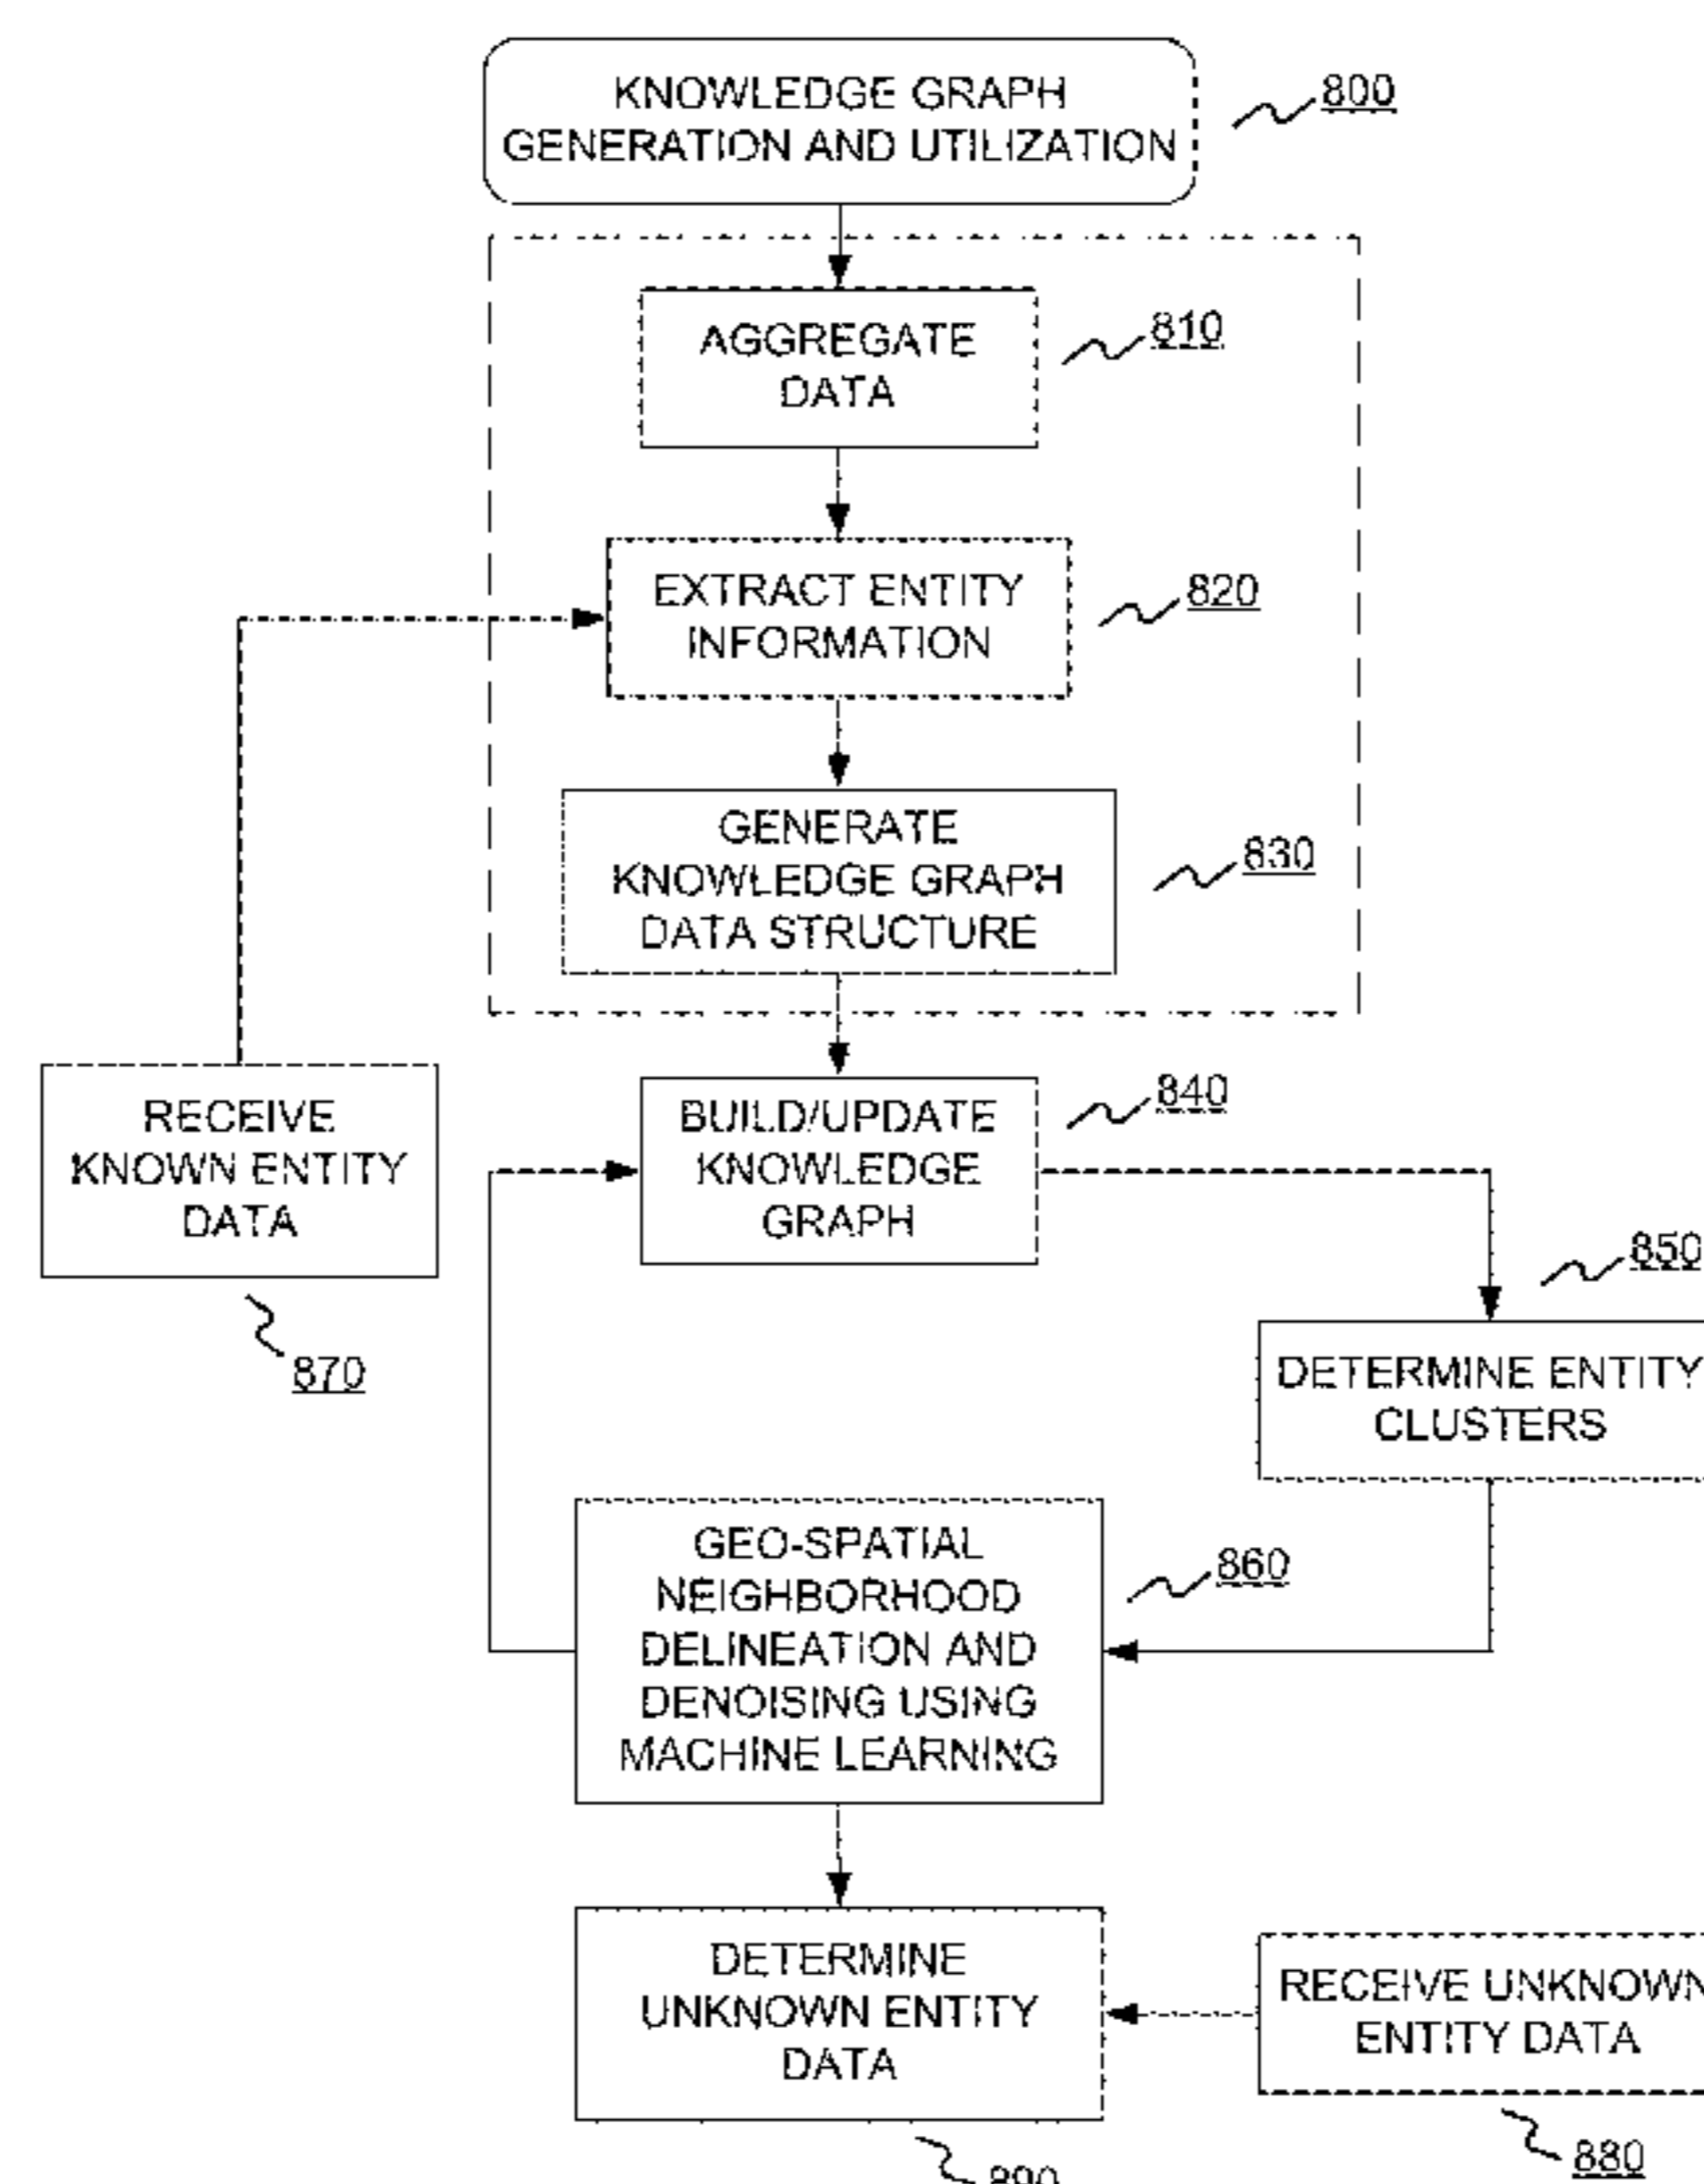 KNOWLEDGE GRAPH
GENERATION AND UTILIZATION
800
AGGREGATE
DATA
810
EXTRACT ENTITY
INFORMATION
820
GENERATE
KNOWLEDGE GRAPH
DATA STRUCTURE
830
RECEIVE
KNOWN ENTITY
DATA
870
BUILD/UPDATE
KNOWLEDGE
GRAPH
840
850
DETERMINE ENTITY
CLUSTERS
GEO-SPATIAL
NEIGHBORHOOD
DELINEATION AND
DENOISING USING
MACHINE LEARNING
860
DETERMINE
UNKNOWN ENTITY
DATA
890
RECEIVE UNKNOWN
ENTITY DATA
880